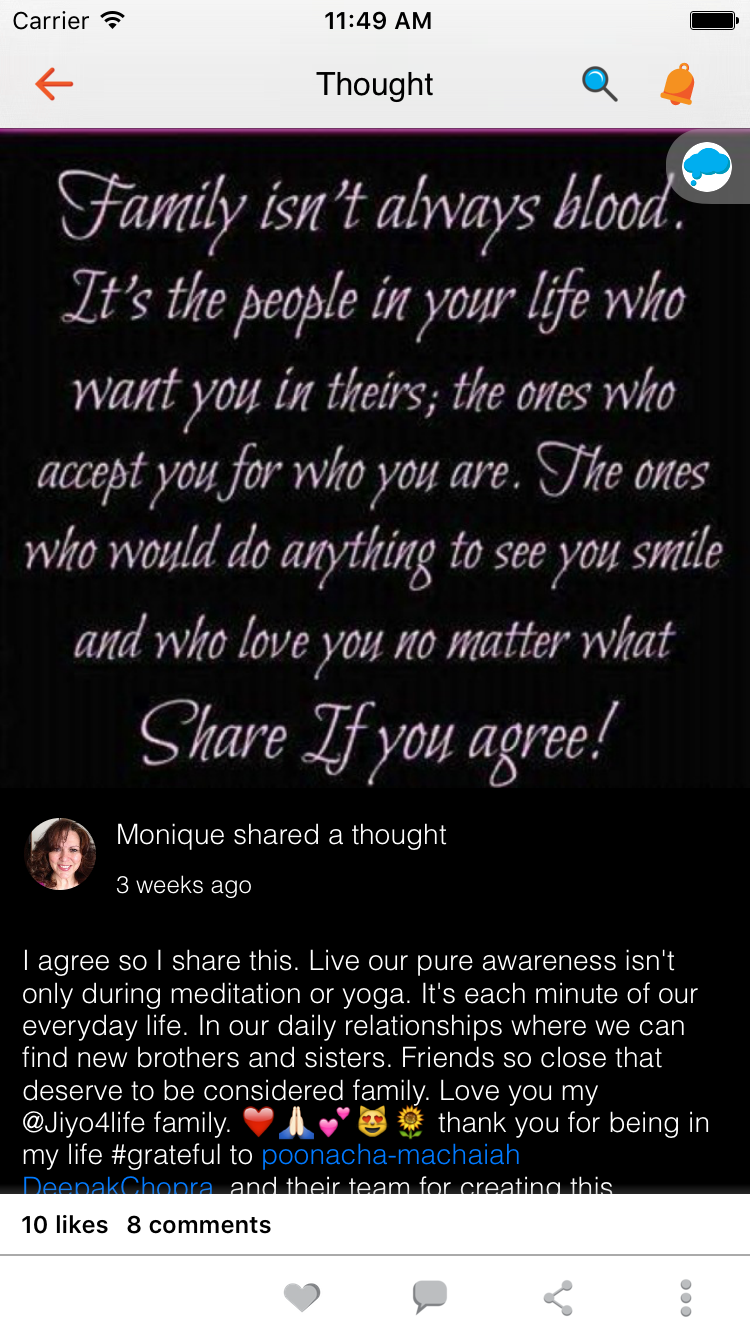 Carrier 11:49 AM
Thought
Family isn't always blood.
It's the people in your life who
want you in theirs; the ones who
accept you for who you are. The ones
who would do anything to see you smile
and who love you no matter what
Share If you agree!
Monique shared a thought
3 weeks ago
I agree so I share this. Live our pure awareness isn't
only during meditation or yoga. It's each minute of our
everyday life. In our daily relationships where we can
find new brothers and sisters. Friends so close that
deserve to be considered family. Love you my
@Jiyo4life family. ❤️🙏💕😻🌻 thank you for being in
my life #grateful to poonacha-machaiah
DeepakChopra and their team for creating this
10 likes 8 comments